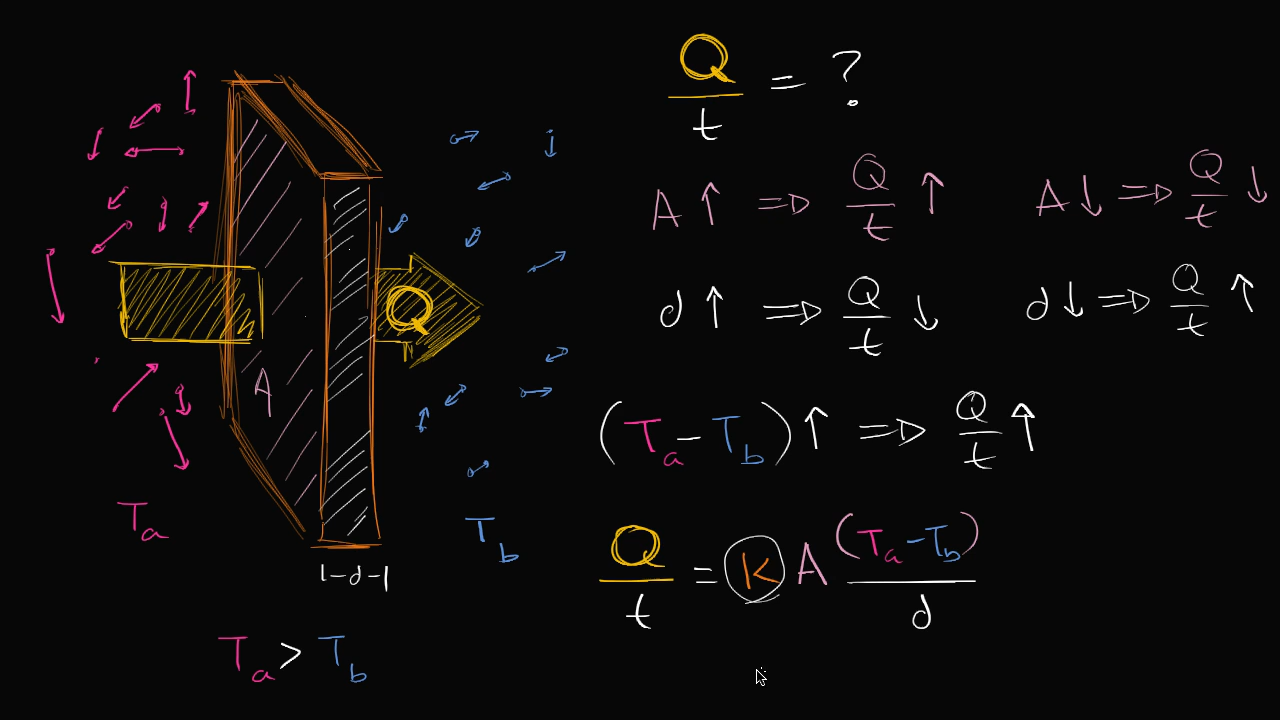 Q/t = ?
A ↑ ⇒ Q/t ↑
A ↓ ⇒ Q/t ↓
d ↑ ⇒ Q/t ↓
d ↓ ⇒ Q/t ↑
(Ta - Tb) ↑ ⇒ Q/t ↑
Q/t = K A (Ta - Tb)/d
Q
A
Ta
Tb
|-d-|
Ta > Tb